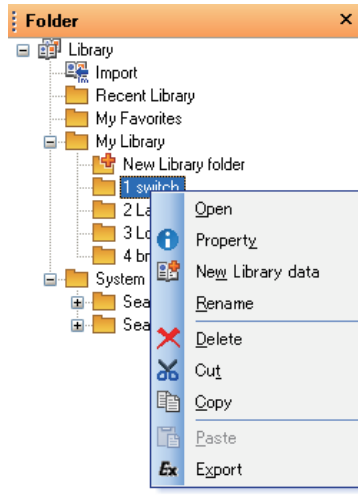 Folder
Library
Import
Recent Library
My Favorites
My Library
New Library folder
1 switch
2 La
3 Lo
4 br
System
Sea
Sea
Open
Property
New Library data
Rename
Delete
Cut
Copy
Paste
Ex Export